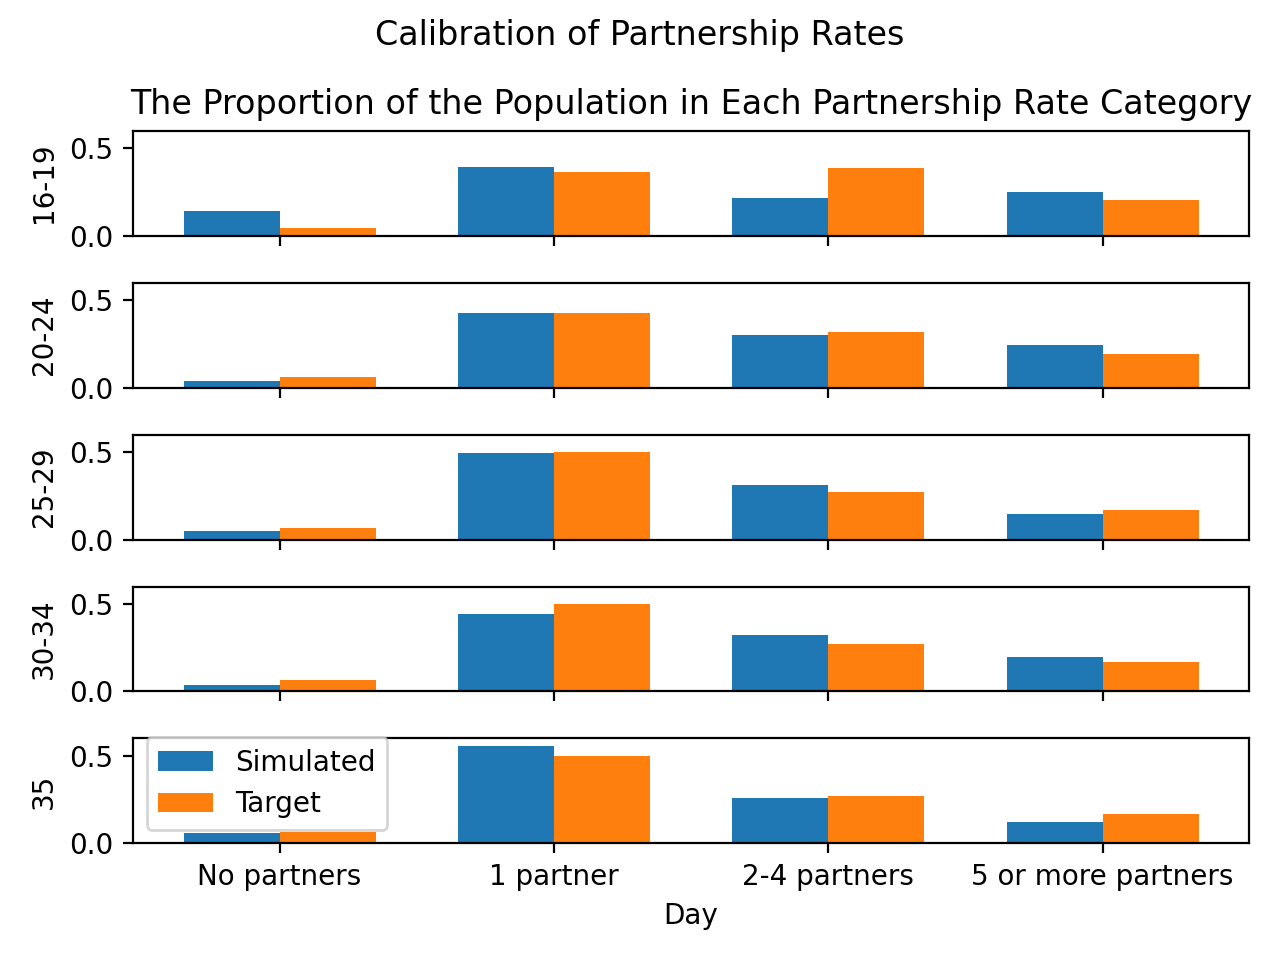 Calibration of Partnership Rates
The Proportion of the Population in Each Partnership Rate Category
0.5
16-19
0.0
0.5
20-24
0.0
0.5
25-29
0.0
0.5
30-34
0.0
0.5
35
0.0
Simulated
Target
No partners
1 partner
2-4 partners
5 or more partners
Day